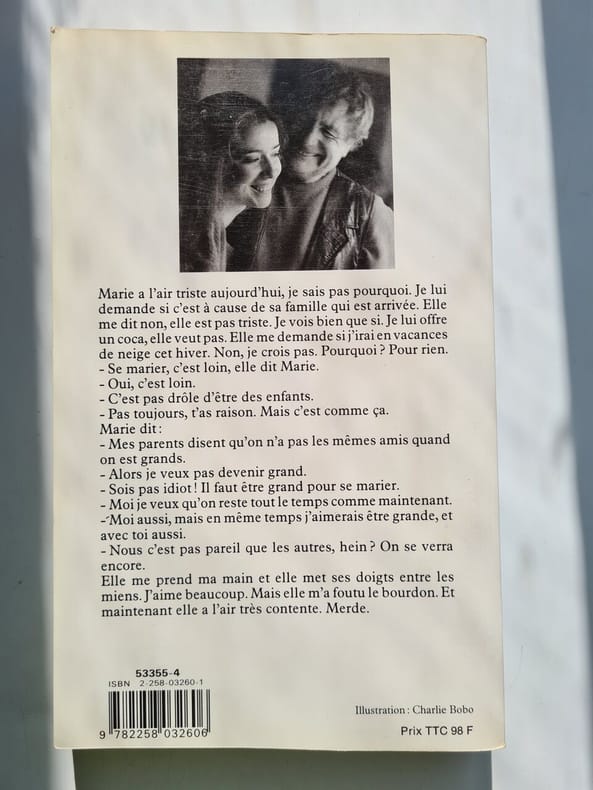 Marie a l'air triste aujourd'hui, je sais pas pourquoi. Je lui
demande si c'est à cause de sa famille qui est arrivée. Elle
me dit non, elle est pas triste. Je vois bien que si. Je lui offre
un coca, elle veut pas. Elle me demande si j'irai en vacances
de neige cet hiver. Non, je crois pas. Pourquoi ? Pour rien.
- Se marier, c'est loin, elle dit Marie.
- Oui, c'est loin.
- C'est pas drôle d'être des enfants.
- Pas toujours, t'as raison. Mais c'est comme ça.
Marie dit :
- Mes parents disent qu'on n'a pas les mêmes amis quand
on est grands.
- Alors je veux pas devenir grand.
- Sois pas idiot ! Il faut être grand pour se marier.
- Moi je veux qu'on reste tout le temps comme maintenant.
- Moi aussi, mais en même temps j'aimerais être grande, et
avec toi aussi.
- Nous c'est pas pareil que les autres, hein ? On se verra
encore.
Elle me prend ma main et elle met ses doigts entre les
miens. J'aime beaucoup. Mais elle m'a foutu le bourdon. Et
maintenant elle a l'air très contente. Merde.
53355-4
ISBN 2-258-03260-1
9 782258 032606
Illustration : Charlie Bobo
Prix TTC 98 F